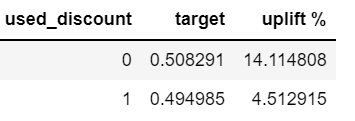 used_discount target uplift %
0 0.508291 14.114808
1 0.494985 4.512915